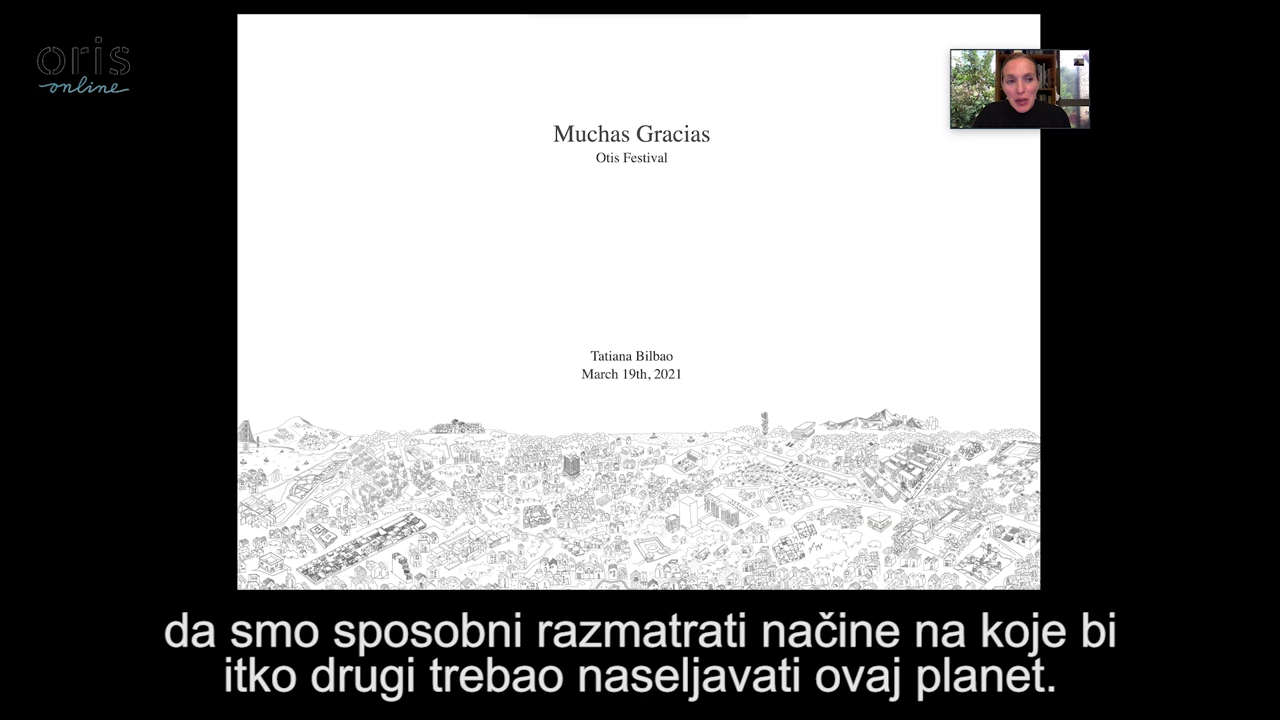 oris
online
Muchas Gracias
Otis Festival
Tatiana Bilbao
March 19th, 2021
da smo sposobni razmatrati načine na koje bi
itko drugi trebao naseljavati ovaj planet.